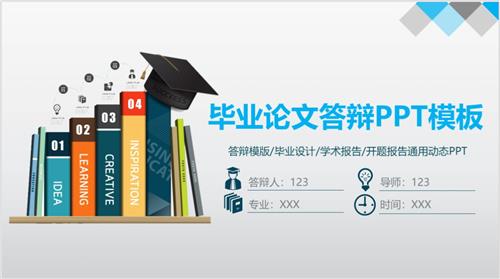 毕业论文答辩PPT模板
答辩模版/毕业设计/学术报告/开题报告通用动态PPT
答辩人：123
导师：123
专业：XXX
时间：XXX
01
IDEA
02
LEARNING
03
CREATIVE
04
INSPIRATION